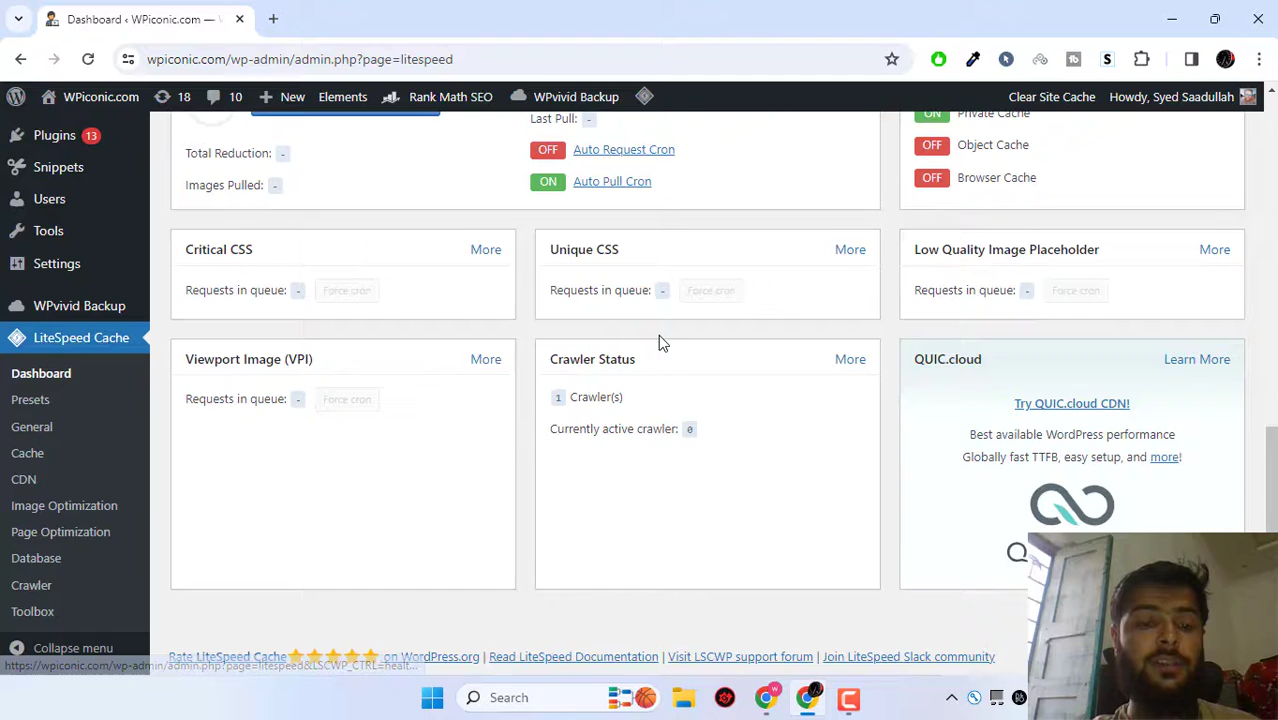 Dashboard ‹ WPiconic.com —
wpiconic.com/wp-admin/admin.php?page=litespeed
WPiconic.com
18
10
New
Elements
Rank Math SEO
WPvivid Backup
Clear Site Cache
Howdy, Syed Saadullah
Plugins 13
Snippets
Users
Tools
Settings
WPvivid Backup
LiteSpeed Cache
Dashboard
Presets
General
Cache
CDN
Image Optimization
Page Optimization
Database
Crawler
Toolbox
Collapse menu
Total Reduction: -
Images Pulled: -
Last Pull: -
OFF Auto Request Cron
ON Auto Pull Cron
ON Private Cache
OFF Object Cache
OFF Browser Cache
Critical CSS More
Requests in queue: - Force cron
Unique CSS More
Requests in queue: - Force cron
Low Quality Image Placeholder More
Requests in queue: - Force cron
Viewport Image (VPI) More
Requests in queue: - Force cron
Crawler Status More
1 Crawler(s)
Currently active crawler: 0
QUIC.cloud Learn More
Try QUIC.cloud CDN!
Best available WordPress performance
Globally fast TTFB, easy setup, and more!
Rate LiteSpeed Cache on WordPress.org | Read LiteSpeed Documentation | Visit LSCWP support forum | Join LiteSpeed Slack community
https://wpiconic.com/wp-admin/admin.php?page=litespeed&LSCWP_CTRL=healt...
Search